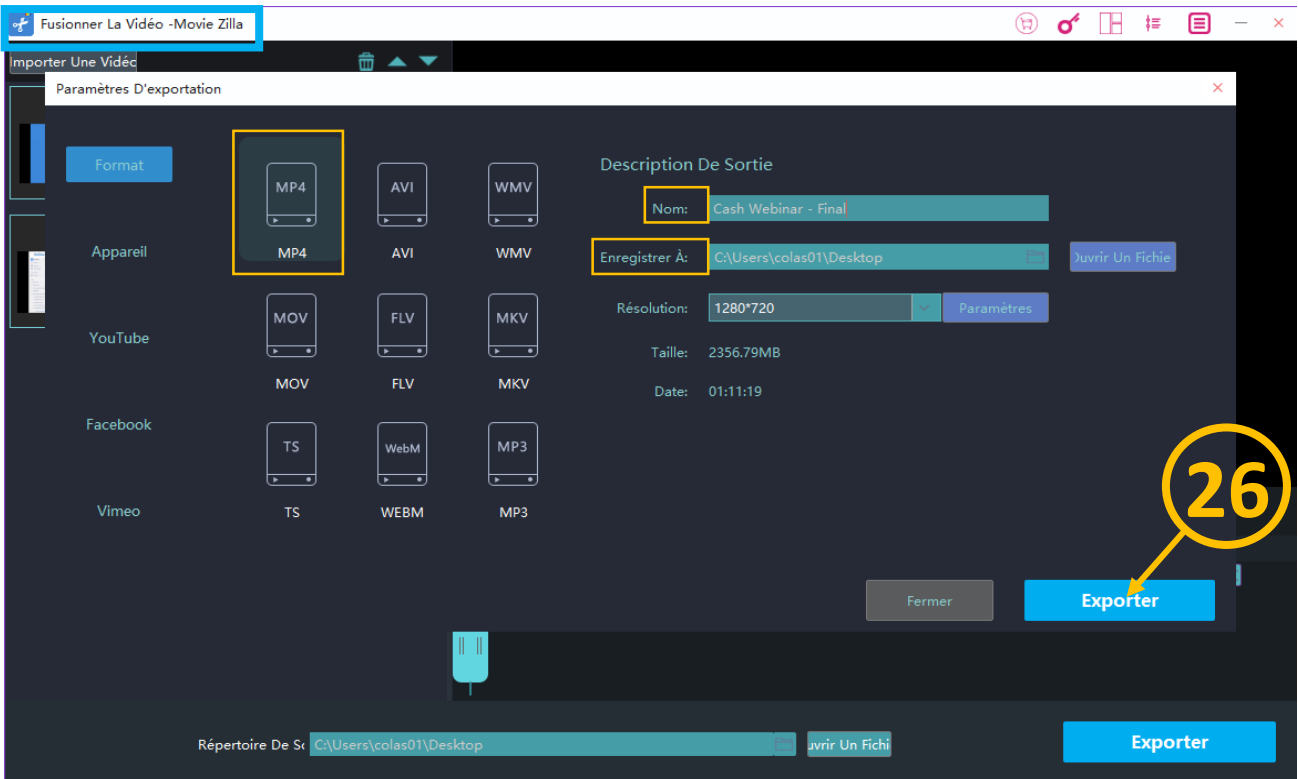 Fusionner La Vidéo -Movie Zilla
Importer Une Vidéc
Paramètres D'exportation
Format
Appareil
YouTube
Facebook
Vimeo
MP4
AVI
WMV
MP4
AVI
WMV
MOV
FLV
MKV
MOV
FLV
MKV
TS
WebM
MP3
TS
WEBM
MP3
Description De Sortie
Nom: Cash Webinar - Final
Enregistrer À: C:\Users\colas01\Desktop Ouvrir Un Fichie
Résolution: 1280*720 Paramètres
Taille: 2356.79MB
Date: 01:11:19
26
Fermer
Exporter
Répertoire De So C:\Users\colas01\Desktop uvrir Un Fichi
Exporter